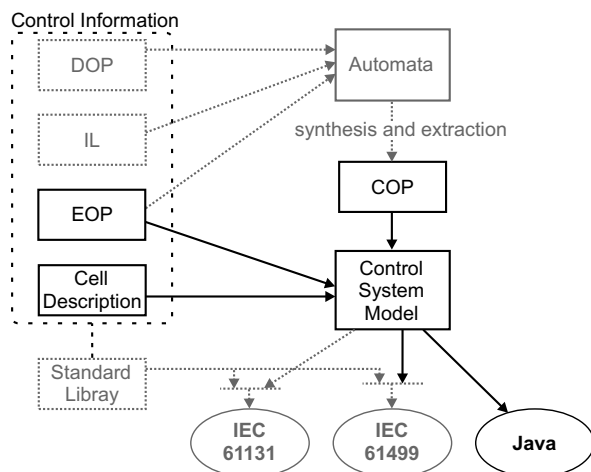 Control Information
DOP
Automata
IL
synthesis and extraction
EOP
COP
Cell
Description
Control
System
Model
Standard
Libray
IEC
61131
IEC
61499
Java